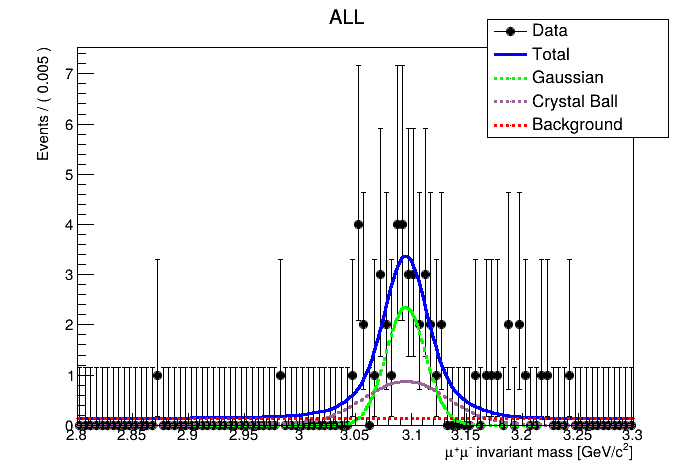 ALL
Data
Total
Gaussian
Crystal Ball
Background
Events / ( 0.005 )
7
6
5
4
3
2
1
0
2.8 2.85 2.9 2.95 3 3.05 3.1 3.15 3.2 3.25 3.3
μ⁺μ⁻ invariant mass [GeV/c²]